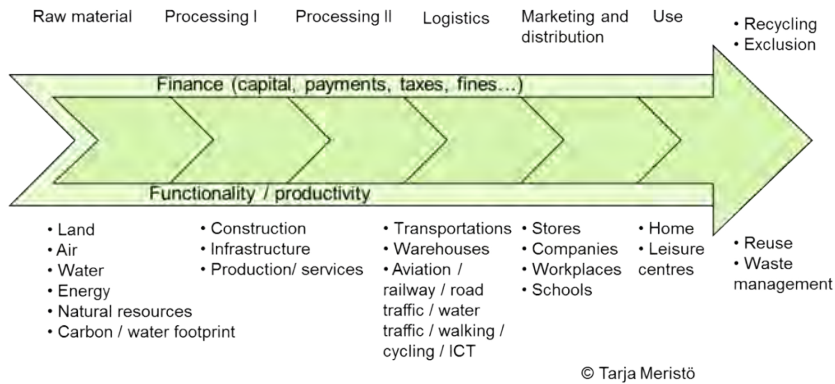 Raw material
Processing I
Processing II
Logistics
Marketing and
distribution
Use
• Recycling
• Exclusion
Finance (capital, payments, taxes, fines…)
Functionality / productivity
• Land
• Air
• Water
• Energy
• Natural resources
• Carbon / water footprint
• Construction
• Infrastructure
• Production/ services
• Transportations
• Warehouses
• Aviation /
railway / road
traffic / water
traffic / walking /
cycling / ICT
• Stores
• Companies
• Workplaces
• Schools
• Home
• Leisure
centres
• Reuse
• Waste
management
© Tarja Meristö